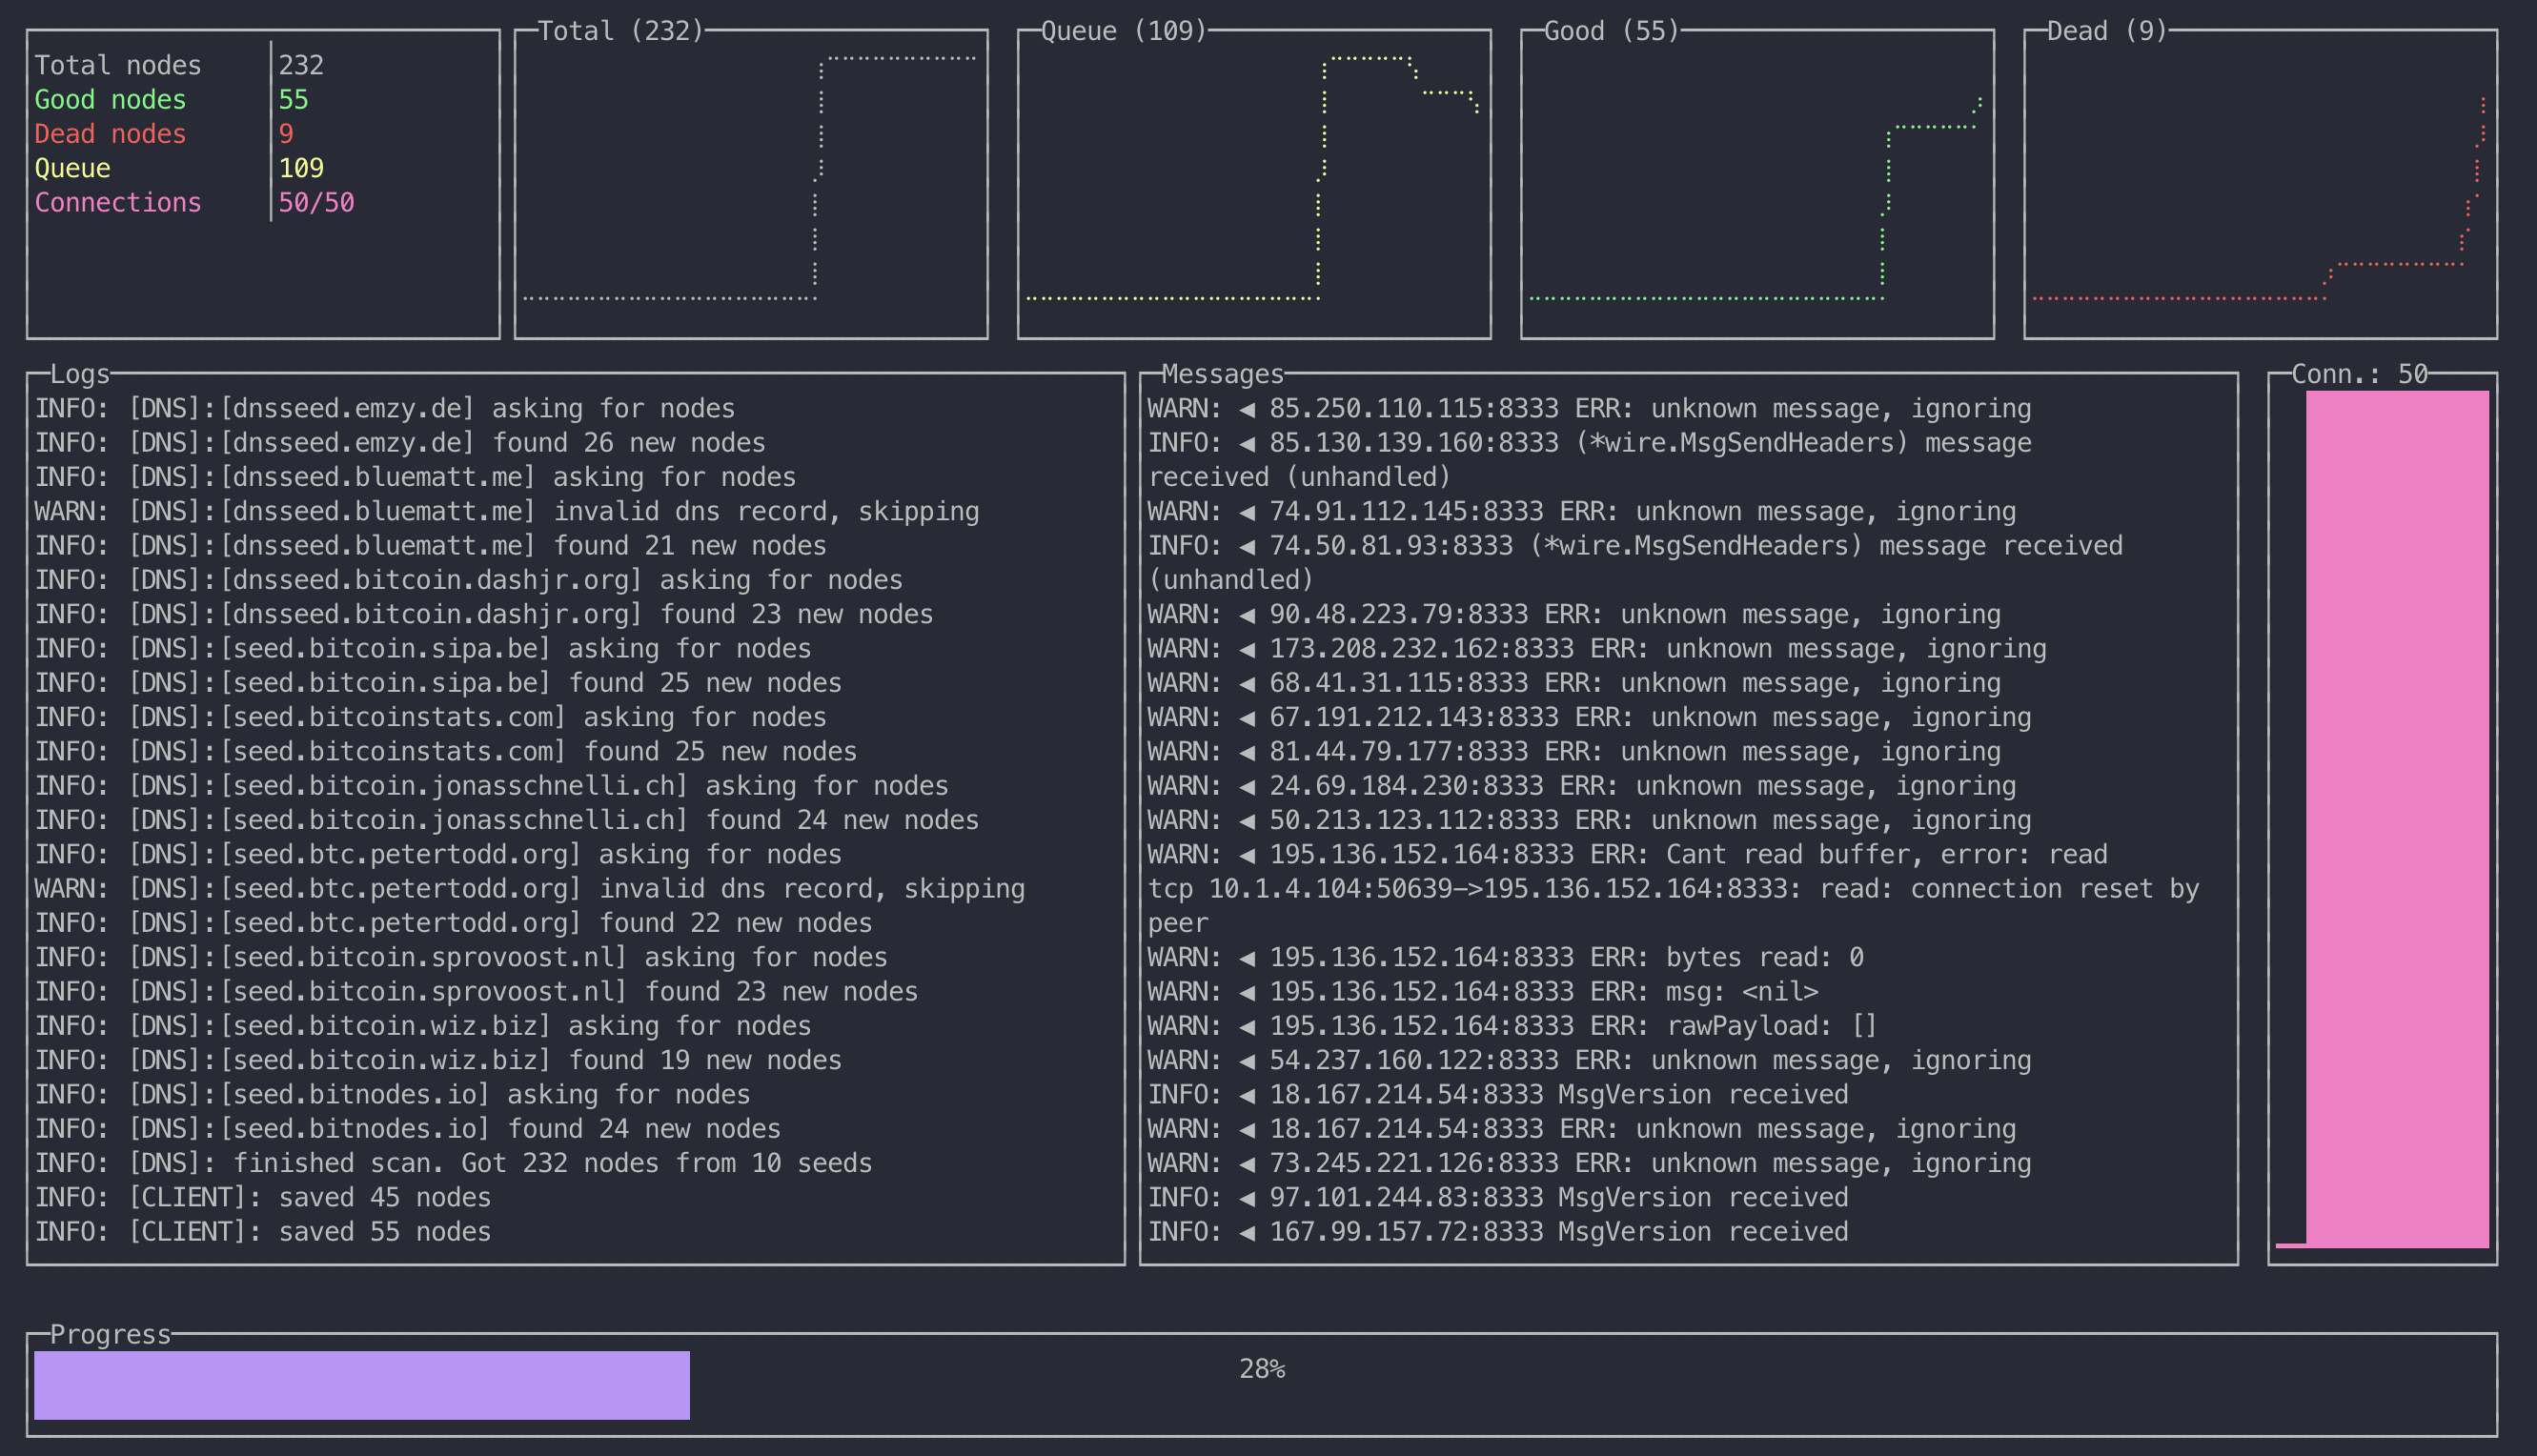 Total nodes 232
Good nodes 55
Dead nodes 9
Queue 109
Connections 50/50
Total (232)
Queue (109)
Good (55)
Dead (9)
Logs
INFO: [DNS]:[dnsseed.emzy.de] asking for nodes
INFO: [DNS]:[dnsseed.emzy.de] found 26 new nodes
INFO: [DNS]:[dnsseed.bluematt.me] asking for nodes
WARN: [DNS]:[dnsseed.bluematt.me] invalid dns record, skipping
INFO: [DNS]:[dnsseed.bluematt.me] found 21 new nodes
INFO: [DNS]:[dnsseed.bitcoin.dashjr.org] asking for nodes
INFO: [DNS]:[dnsseed.bitcoin.dashjr.org] found 23 new nodes
INFO: [DNS]:[seed.bitcoin.sipa.be] asking for nodes
INFO: [DNS]:[seed.bitcoin.sipa.be] found 25 new nodes
INFO: [DNS]:[seed.bitcoinstats.com] asking for nodes
INFO: [DNS]:[seed.bitcoinstats.com] found 25 new nodes
INFO: [DNS]:[seed.bitcoin.jonasschnelli.ch] asking for nodes
INFO: [DNS]:[seed.bitcoin.jonasschnelli.ch] found 24 new nodes
INFO: [DNS]:[seed.btc.petertodd.org] asking for nodes
WARN: [DNS]:[seed.btc.petertodd.org] invalid dns record, skipping
INFO: [DNS]:[seed.btc.petertodd.org] found 22 new nodes
INFO: [DNS]:[seed.bitcoin.sprovoost.nl] asking for nodes
INFO: [DNS]:[seed.bitcoin.sprovoost.nl] found 23 new nodes
INFO: [DNS]:[seed.bitcoin.wiz.biz] asking for nodes
INFO: [DNS]:[seed.bitcoin.wiz.biz] found 19 new nodes
INFO: [DNS]:[seed.bitnodes.io] asking for nodes
INFO: [DNS]:[seed.bitnodes.io] found 24 new nodes
INFO: [DNS]: finished scan. Got 232 nodes from 10 seeds
INFO: [CLIENT]: saved 45 nodes
INFO: [CLIENT]: saved 55 nodes
Messages
WARN: ◀ 85.250.110.115:8333 ERR: unknown message, ignoring
INFO: ◀ 85.130.139.160:8333 (*wire.MsgSendHeaders) message
received (unhandled)
WARN: ◀ 74.91.112.145:8333 ERR: unknown message, ignoring
INFO: ◀ 74.50.81.93:8333 (*wire.MsgSendHeaders) message received
(unhandled)
WARN: ◀ 90.48.223.79:8333 ERR: unknown message, ignoring
WARN: ◀ 173.208.232.162:8333 ERR: unknown message, ignoring
WARN: ◀ 68.41.31.115:8333 ERR: unknown message, ignoring
WARN: ◀ 67.191.212.143:8333 ERR: unknown message, ignoring
WARN: ◀ 81.44.79.177:8333 ERR: unknown message, ignoring
WARN: ◀ 24.69.184.230:8333 ERR: unknown message, ignoring
WARN: ◀ 50.213.123.112:8333 ERR: unknown message, ignoring
WARN: ◀ 195.136.152.164:8333 ERR: Cant read buffer, error: read
tcp 10.1.4.104:50639->195.136.152.164:8333: read: connection reset by
peer
WARN: ◀ 195.136.152.164:8333 ERR: bytes read: 0
WARN: ◀ 195.136.152.164:8333 ERR: msg: <nil>
WARN: ◀ 195.136.152.164:8333 ERR: rawPayload: []
WARN: ◀ 54.237.160.122:8333 ERR: unknown message, ignoring
INFO: ◀ 18.167.214.54:8333 MsgVersion received
WARN: ◀ 18.167.214.54:8333 ERR: unknown message, ignoring
WARN: ◀ 73.245.221.126:8333 ERR: unknown message, ignoring
INFO: ◀ 97.101.244.83:8333 MsgVersion received
INFO: ◀ 167.99.157.72:8333 MsgVersion received
Conn.: 50
Progress
28%